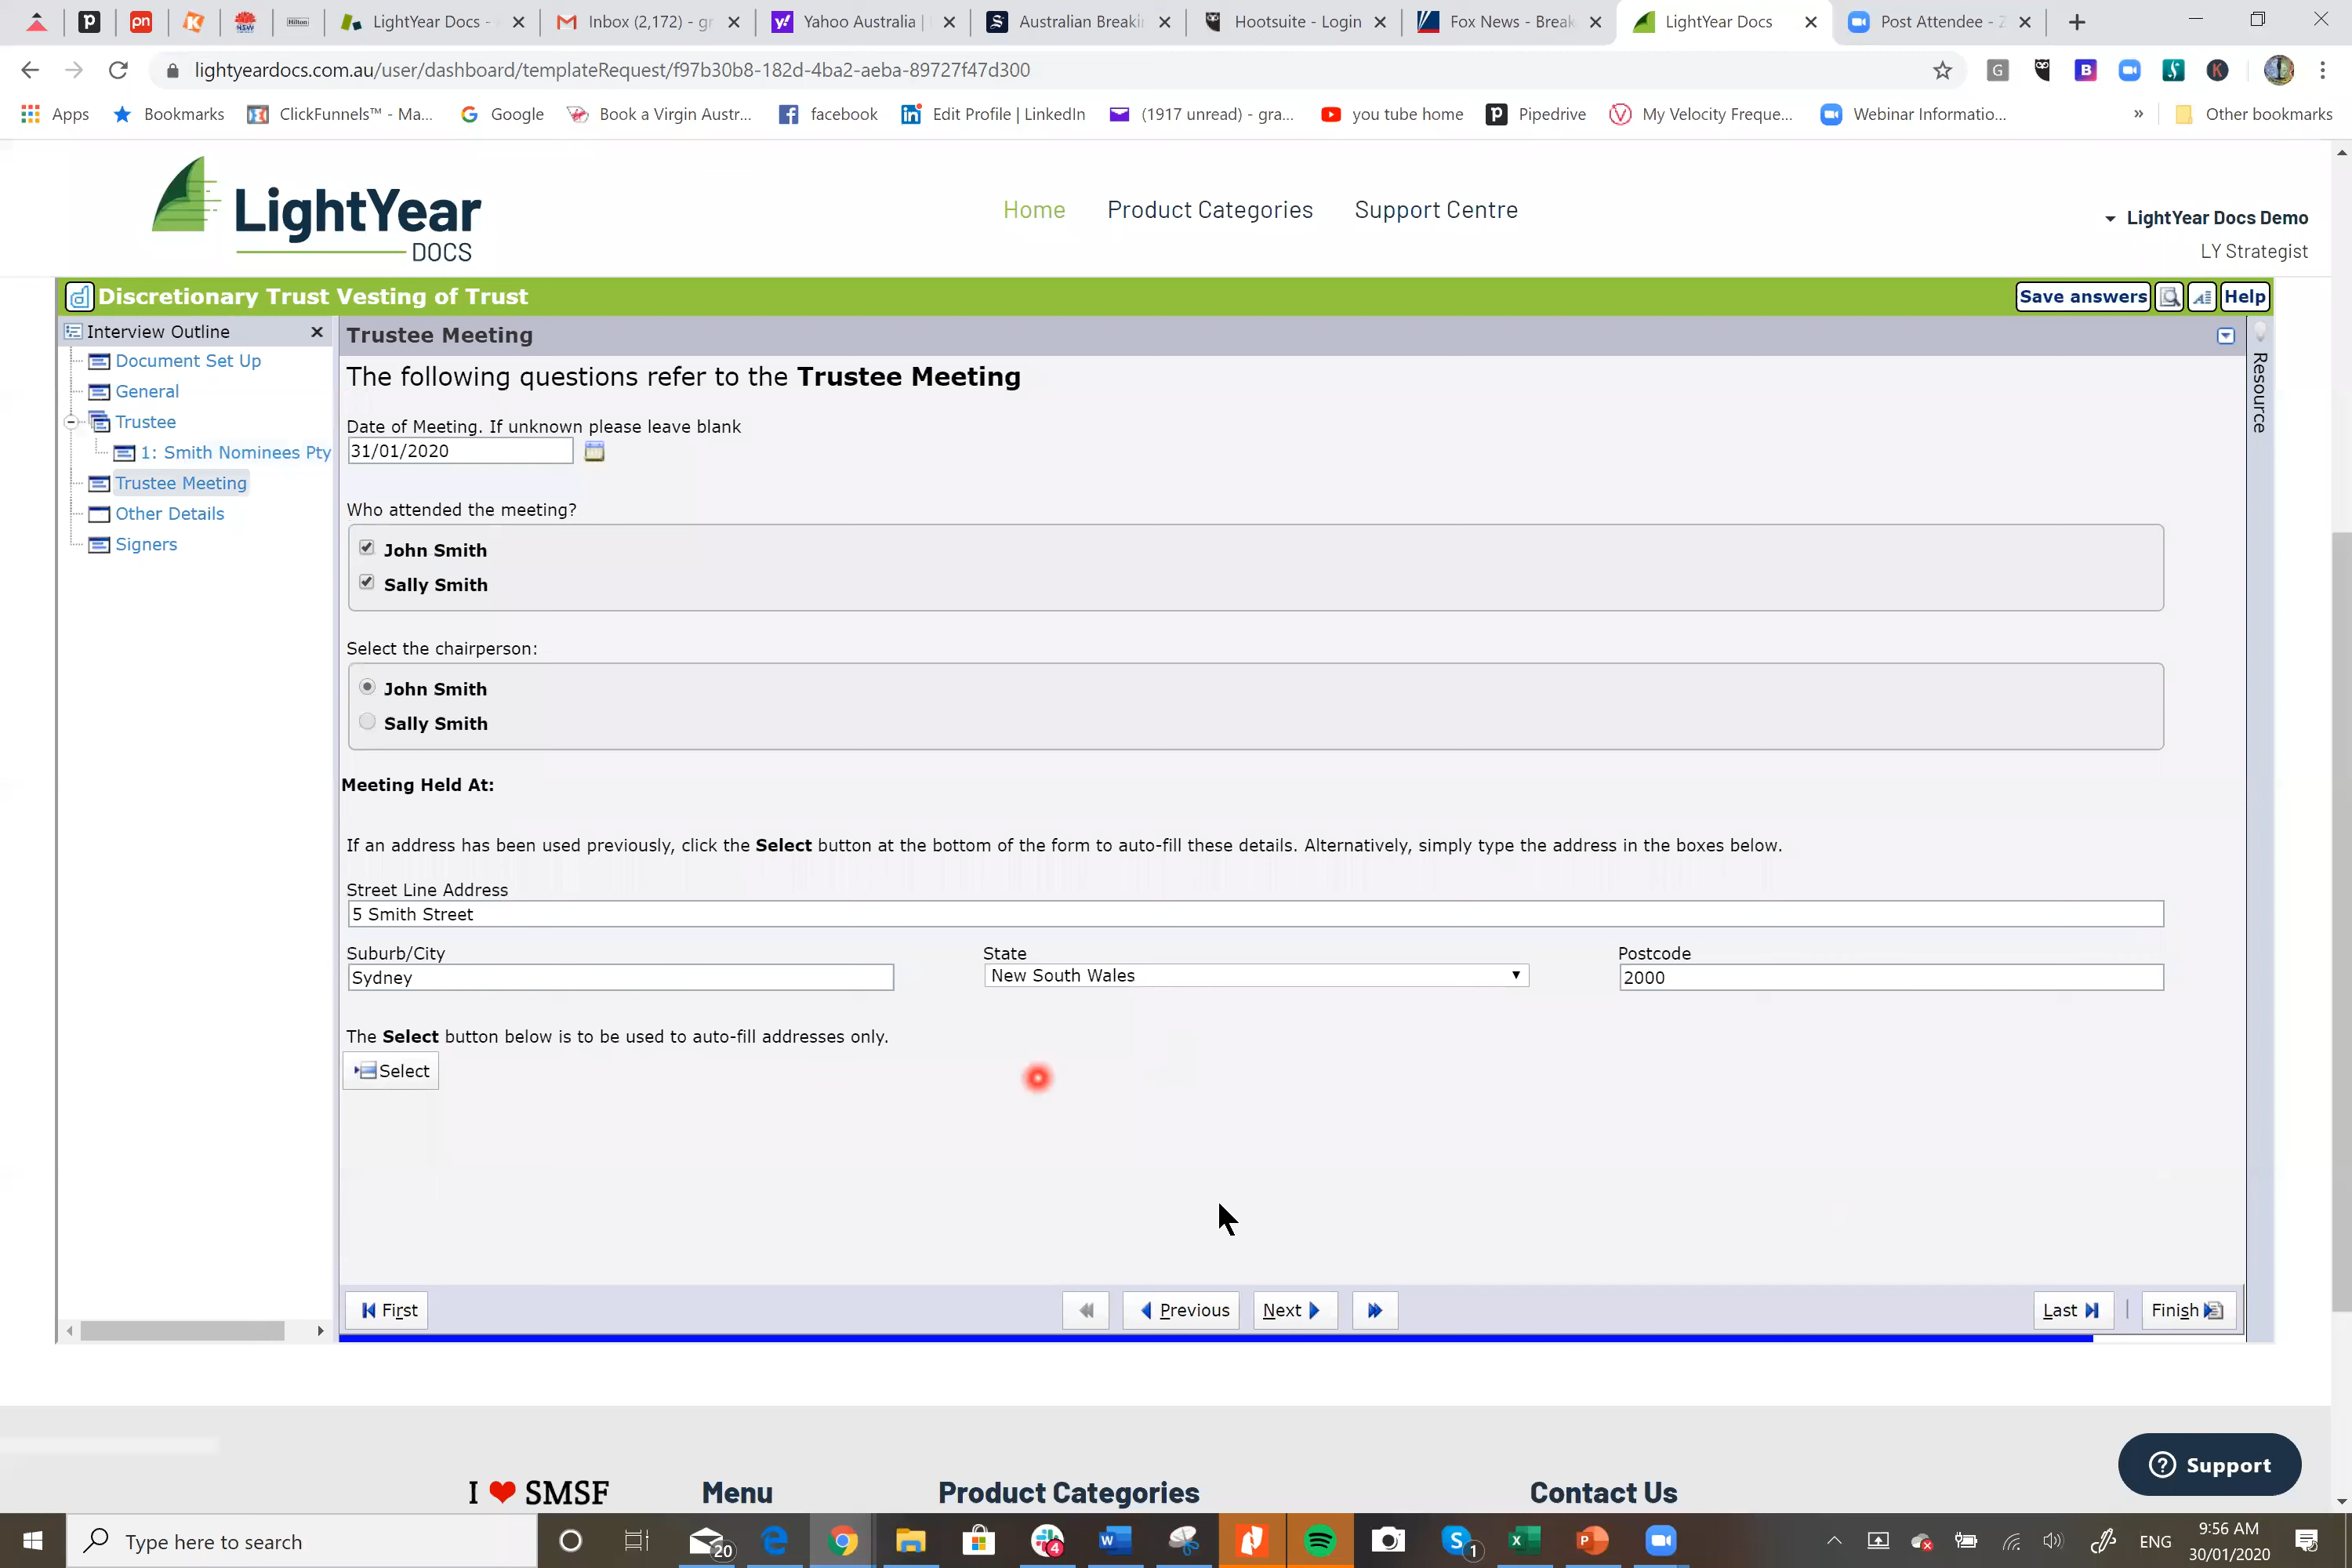 LightYear Docs -
Inbox (2,172) - gr
Yahoo Australia |
Australian Breaki
Hootsuite - Login
Fox News - Break
LightYear Docs
Post Attendee - Z
lightyeardocs.com.au/user/dashboard/templateRequest/f97b30b8-182d-4ba2-aeba-89727f47d300
Apps
Bookmarks
ClickFunnels™ - Ma...
Google
Book a Virgin Austr...
facebook
Edit Profile | LinkedIn
(1917 unread) - gra...
you tube home
Pipedrive
My Velocity Freque...
Webinar Informatio...
»
Other bookmarks
LightYear
DOCS
Home
Product Categories
Support Centre
LightYear Docs Demo
LY Strategist
Discretionary Trust Vesting of Trust
Save answers
Help
Interview Outline
Document Set Up
General
Trustee
1: Smith Nominees Pty
Trustee Meeting
Other Details
Signers
Trustee Meeting
Resource
The following questions refer to the Trustee Meeting
Date of Meeting. If unknown please leave blank
31/01/2020
Who attended the meeting?
John Smith
Sally Smith
Select the chairperson:
John Smith
Sally Smith
Meeting Held At:
If an address has been used previously, click the Select button at the bottom of the form to auto-fill these details. Alternatively, simply type the address in the boxes below.
Street Line Address
5 Smith Street
Suburb/City
State
Postcode
Sydney
New South Wales
2000
The Select button below is to be used to auto-fill addresses only.
Select
First
Previous
Next
Last
Finish
Support
I ❤ SMSF
Menu
Product Categories
Contact Us
Type here to search
20
4
1
ENG
9:56 AM
30/01/2020